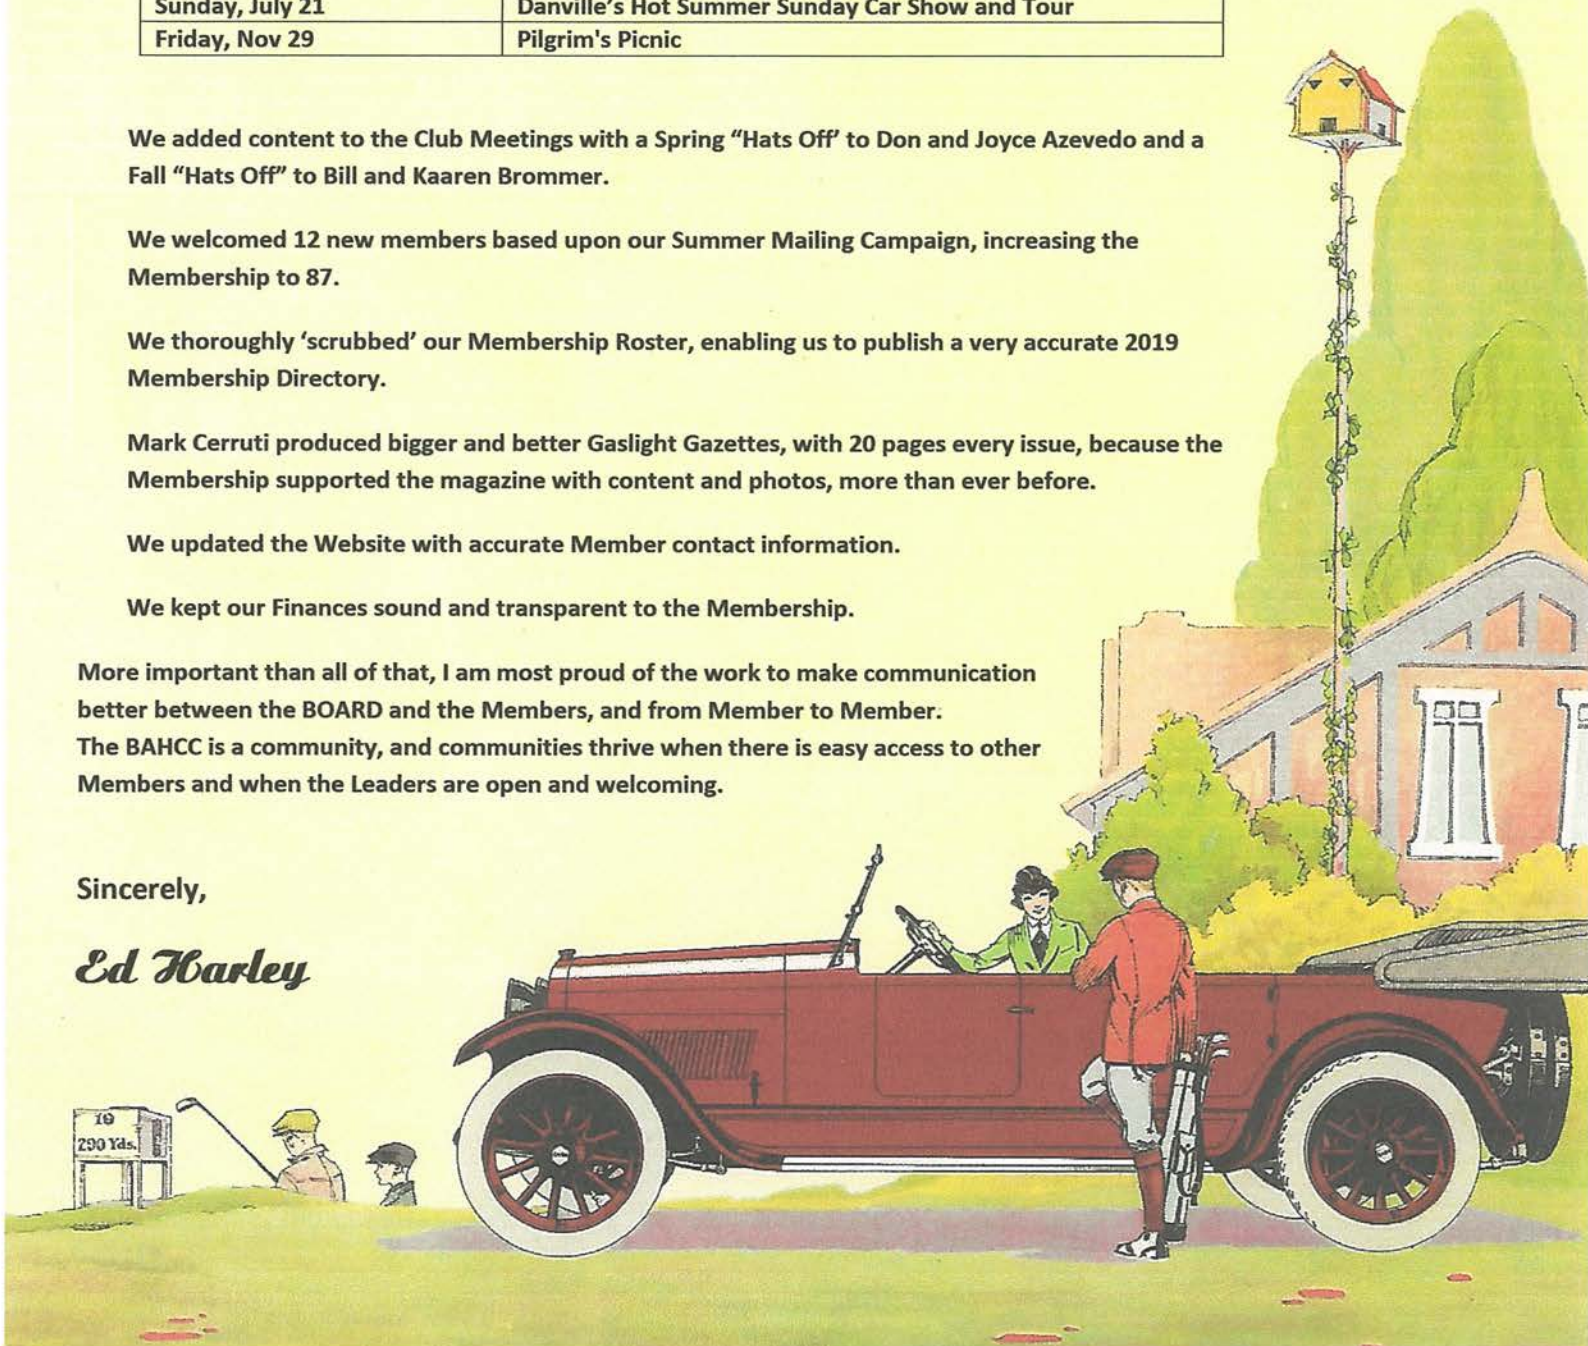 Sunday, July 21 Danville's Hot Summer Sunday Car Show and Tour
Friday, Nov 29 Pilgrim's Picnic
We added content to the Club Meetings with a Spring “Hats Off’ to Don and Joyce Azevedo and a
Fall “Hats Off” to Bill and Kaaren Brommer.
We welcomed 12 new members based upon our Summer Mailing Campaign, increasing the
Membership to 87.
We thoroughly ‘scrubbed’ our Membership Roster, enabling us to publish a very accurate 2019
Membership Directory.
Mark Cerruti produced bigger and better Gaslight Gazettes, with 20 pages every issue, because the
Membership supported the magazine with content and photos, more than ever before.
We updated the Website with accurate Member contact information.
We kept our Finances sound and transparent to the Membership.
More important than all of that, I am most proud of the work to make communication
better between the BOARD and the Members, and from Member to Member.
The BAHCC is a community, and communities thrive when there is easy access to other
Members and when the Leaders are open and welcoming.
Sincerely,
Ed Harley
290 Yds.